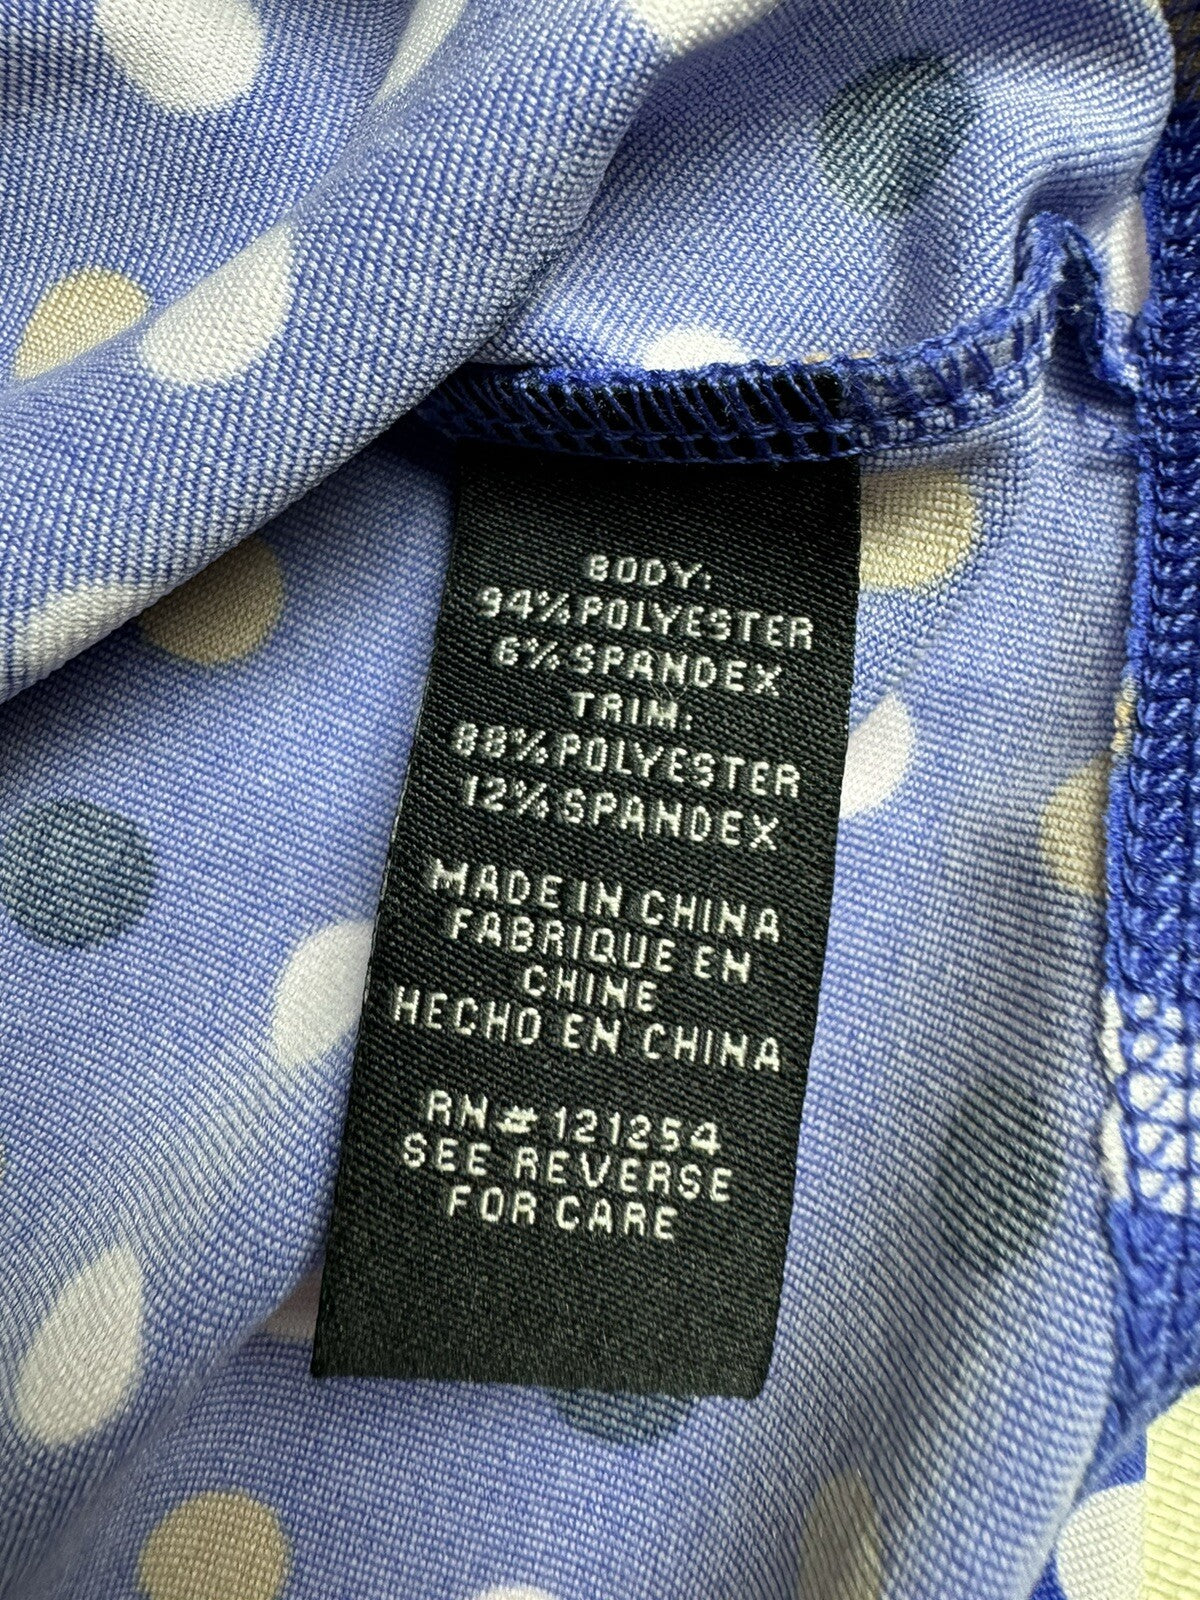 BODY:
94% POLYESTER
6% SPANDEX
TRIM:
88% POLYESTER
12% SPANDEX
MADE IN CHINA
FABRIQUE EN
CHINE
HECHO EN CHINA
RN# 121254
SEE REVERSE
FOR CARE